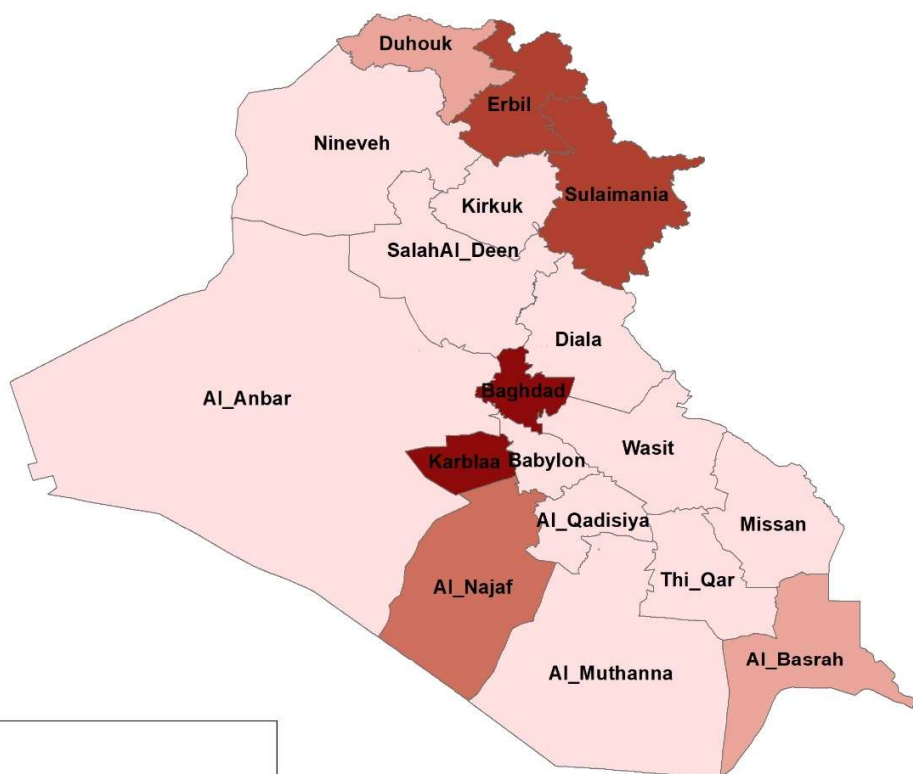 Duhouk
Erbil
Nineveh
Sulaimania
Kirkuk
SalahAl_Deen
Diala
Baghdad
Al_Anbar
Wasit
Karblaa
Babylon
Al_Qadisiya
Missan
Thi_Qar
Al_Najaf
Al_Basrah
Al_Muthanna